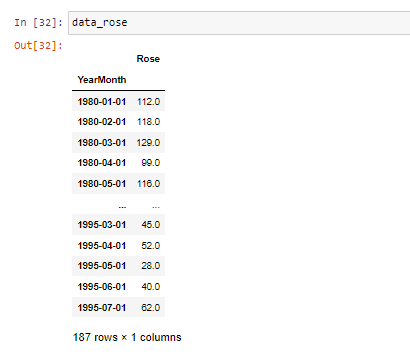 In [32]: data_rose
Out[32]:
Rose
YearMonth
1980-01-01 112.0
1980-02-01 118.0
1980-03-01 129.0
1980-04-01 99.0
1980-05-01 116.0
... ...
1995-03-01 45.0
1995-04-01 52.0
1995-05-01 28.0
1995-06-01 40.0
1995-07-01 62.0
187 rows × 1 columns